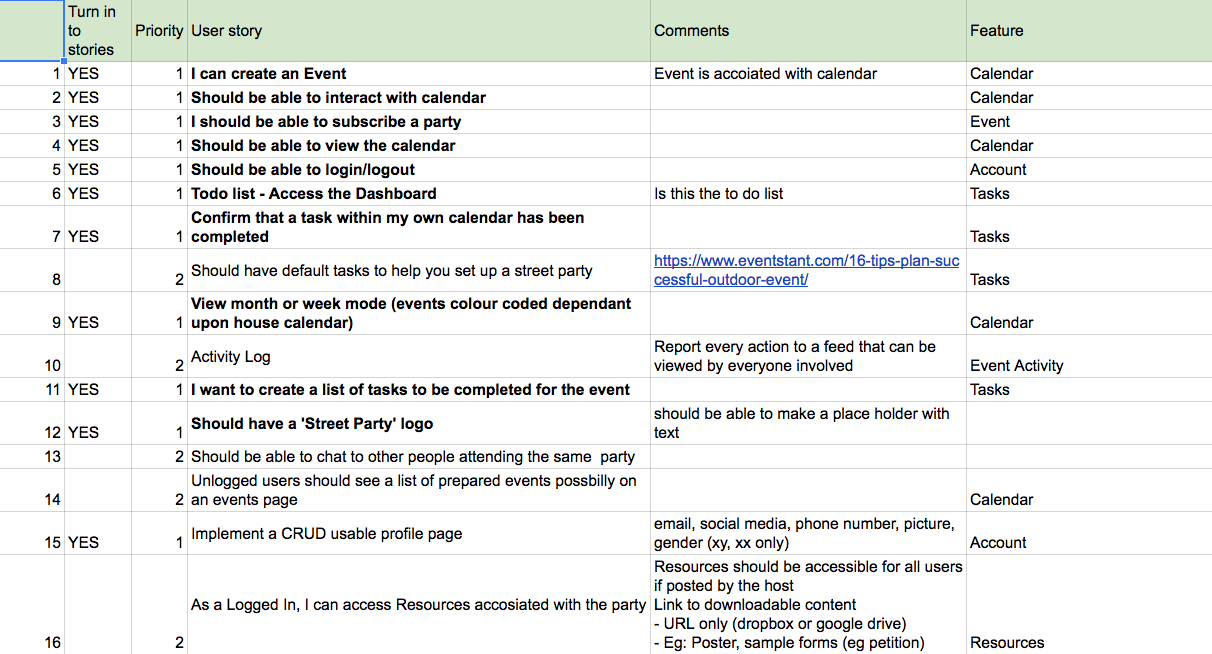 Turn in
to
stories
Priority User story Comments Feature
1 YES 1 I can create an Event Event is accoiated with calendar Calendar
2 YES 1 Should be able to interact with calendar Calendar
3 YES 1 I should be able to subscribe a party Event
4 YES 1 Should be able to view the calendar Calendar
5 YES 1 Should be able to login/logout Account
6 YES 1 Todo list - Access the Dashboard Is this the to do list Tasks
Confirm that a task within my own calendar has been
7 YES 1 completed Tasks
https://www.eventstant.com/16-tips-plan-suc
8 2 Should have default tasks to help you set up a street party cessful-outdoor-event/ Tasks
View month or week mode (events colour coded dependant
9 YES 1 upon house calendar) Calendar
Report every action to a feed that can be
10 2 Activity Log viewed by everyone involved Event Activity
11 YES 1 I want to create a list of tasks to be completed for the event Tasks
should be able to make a place holder with
12 YES 1 Should have a 'Street Party' logo text
13 2 Should be able to chat to other people attending the same  party
Unlogged users should see a list of prepared events possbilly on
14 2 an events page Calendar
email, social media, phone number, picture,
15 YES 1 Implement a CRUD usable profile page gender (xy, xx only) Account
Resources should be accessible for all users
if posted by the host
As a Logged In, I can access Resources accosiated with the party Link to downloadable content
- URL only (dropbox or google drive)
16 2 - Eg: Poster, sample forms (eg petition) Resources